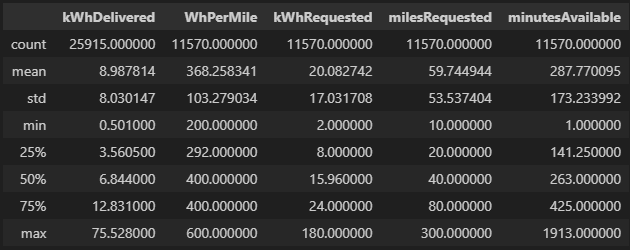 kWhDelivered WhPerMile kWhRequested milesRequested minutesAvailable
count 25915.000000 11570.000000 11570.000000 11570.000000 11570.000000
mean 8.987814 368.258341 20.082742 59.744944 287.770095
std 8.030147 103.279034 17.031708 53.537404 173.233992
min 0.501000 200.000000 2.000000 10.000000 1.000000
25% 3.560500 292.000000 8.000000 20.000000 141.250000
50% 6.844000 400.000000 15.960000 40.000000 263.000000
75% 12.831000 400.000000 24.000000 80.000000 425.000000
max 75.528000 600.000000 180.000000 300.000000 1913.000000